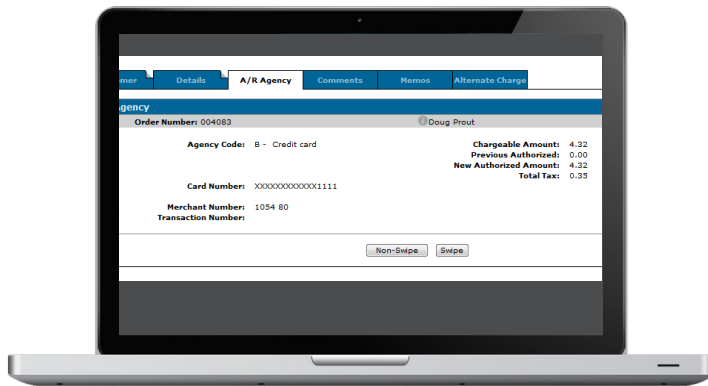 omer Details A/R Agency Comments Memos Alternate Charge
Agency
Order Number: 004083 Doug Prout
Agency Code: B - Credit card Chargeable Amount: 4.32
Previous Authorized: 0.00
New Authorized Amount: 4.32
Total Tax: 0.35
Card Number: XXXXXXXXXXXX1111
Merchant Number: 1054 80
Transaction Number:
Non-Swipe Swipe